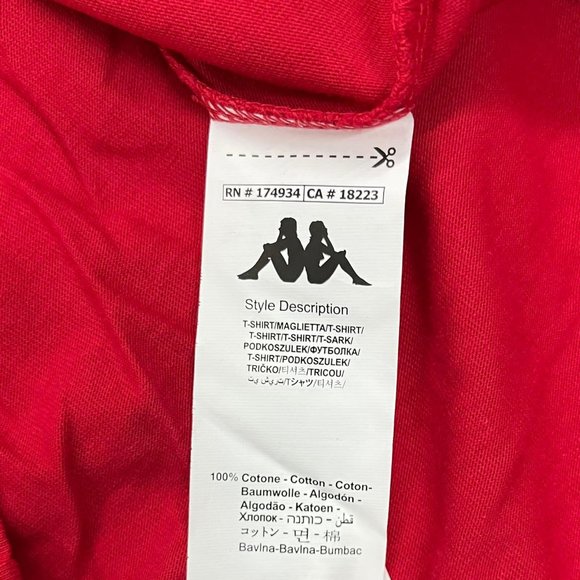 RN # 174934 CA # 18223
Style Description
T-SHIRT/MAGLIETTA/T-SHIRT/
T-SHIRT/T-SHIRT/T-SARK/
PODKOSZULEK/ФУТБОЛКА/
T-SHIRT/PODKOSZULEK/
TRIČKO/티셔츠/TRICOU/
تي شيرت/Tシャツ/티셔츠/
100% Cotone - Cotton - Coton-
Baumwolle - Algodón -
Algodão - Katoen -
Хлопок - כותנה - قطن -
コットン - 면 - 棉
Bavlna-Bavlna-Bumbac